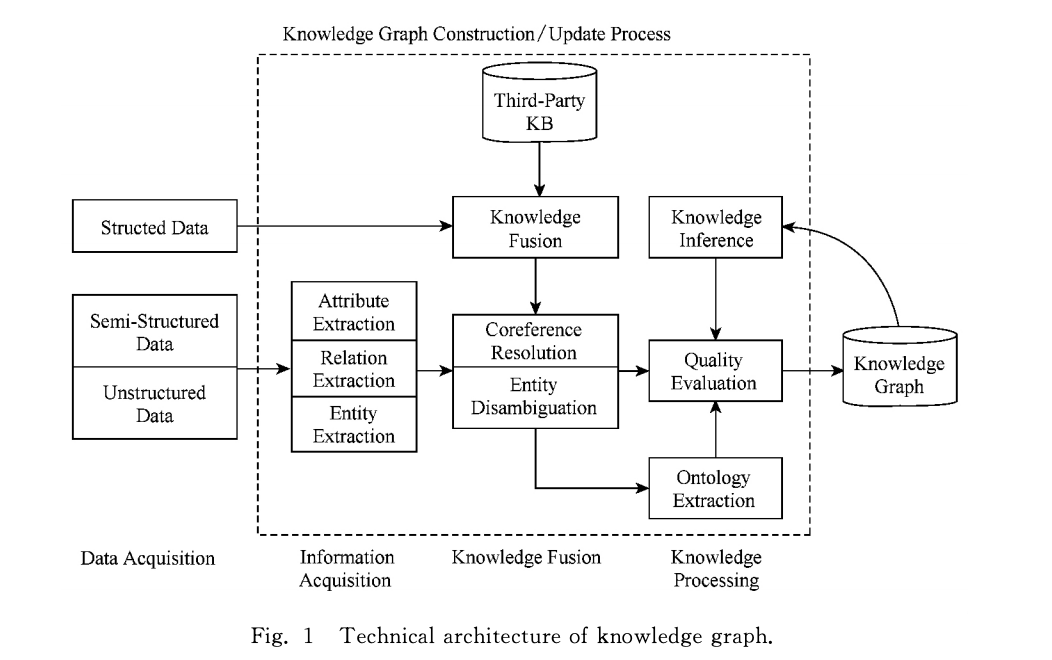 Knowledge Graph Construction/Update Process
Third-Party
KB
Structed Data
Knowledge
Fusion
Knowledge
Inference
Semi-Structured
Data
Unstructured
Data
Attribute
Extraction
Relation
Extraction
Entity
Extraction
Coreference
Resolution
Entity
Disambiguation
Quality
Evaluation
Knowledge
Graph
Ontology
Extraction
Data Acquisition
Information
Acquisition
Knowledge Fusion
Knowledge
Processing
Fig. 1 Technical architecture of knowledge graph.